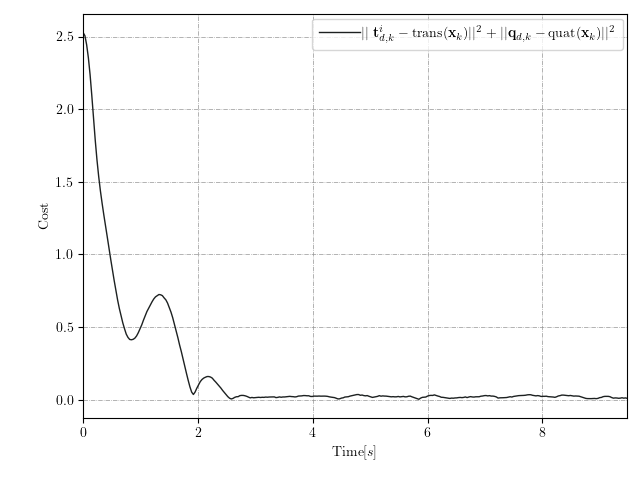 || t^i_{d,k} − trans(x_k)||² + ||q_{d,k} − quat(x_k)||²
2.5
2.0
1.5
1.0
0.5
0.0
Cost
0 2 4 6 8
Time[s]